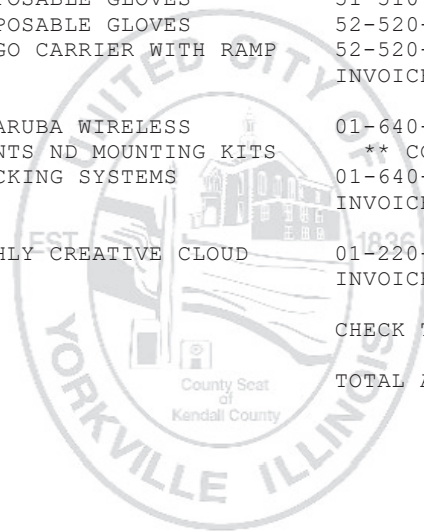 POSABLE GLOVES 52-520-
GO CARRIER WITH RAMP 52-520-
INVOICE
ARUBA WIRELESS 01-640-
NTS ND MOUNTING KITS ** CO
CKING SYSTEMS 01-640-
INVOICE
HLY CREATIVE CLOUD 01-220-
INVOICE
CHECK T
TOTAL A
UNITED CITY OF
EST 1836
County Seat
of
Kendall County
YORKVILLE ILLINOIS